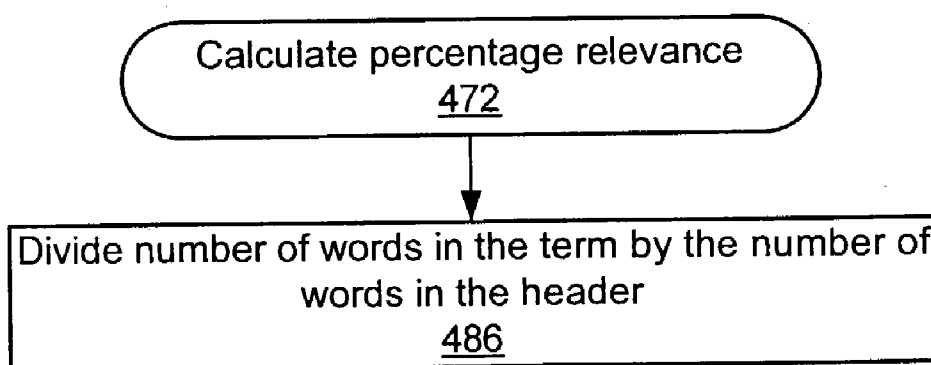 Calculate percentage relevance
472
Divide number of words in the term by the number of
words in the header
486